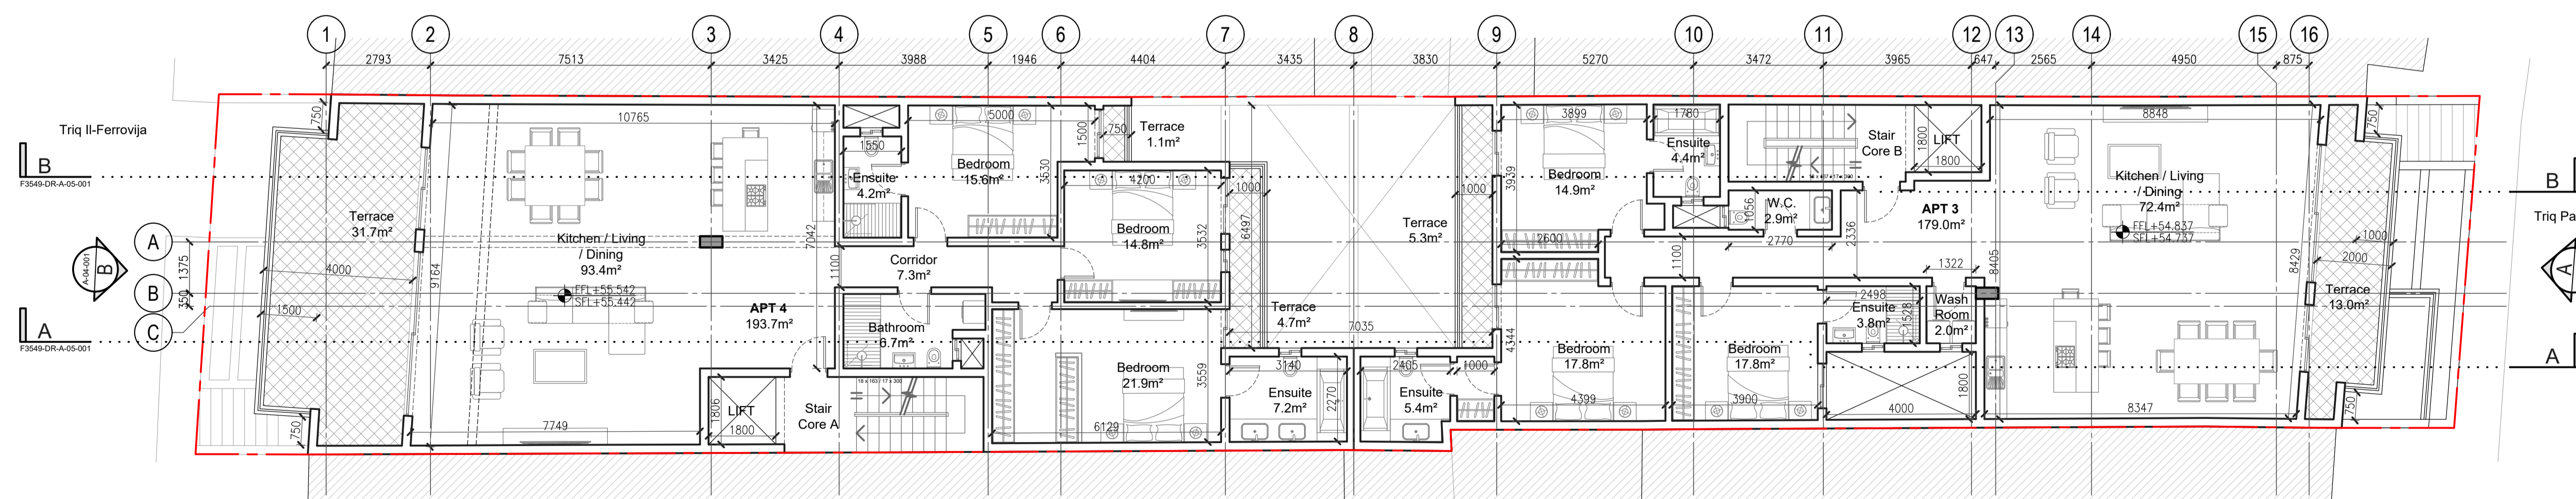 1 2 3 4 5 6 7 8 9 10 11 12 13 14 15 16
2793 7513 3425 3988 1946 4404 3435 3830 5270 3472 3965 647 2565 4950 875
Triq Il-Ferrovija
B
F3549-DR-A-05-001
A
F3549-DR-A-05-001
A-04-001
B
A
B
C
1375
350
750
Terrace
31.7m²
4000
1500
750
10765
9164
Kitchen / Living
/ Dining
93.4m²
FFL+55.542
SFL+55.442
7749
7042
APT 4
193.7m²
LIFT
1806
1800
Stair
Core A
18 x 163 / 17 x 300
1550
Ensuite
4.2m²
5000
Bedroom
15.6m²
3530
1500
750
Terrace
1.1m²
Corridor
7.3m²
1100
Bathroom
6.7m²
4200
Bedroom
14.8m²
3532
Bedroom
21.9m²
3559
6129
1000
6497
Terrace
4.7m²
7035
3140
Ensuite
7.2m²
2270
Terrace
5.3m²
1000
2405
Ensuite
5.4m²
1000
3899
Bedroom
14.9m²
3939
2600
1780
Ensuite
4.4m²
4344
Bedroom
17.8m²
4399
1100
Bedroom
17.8m²
3900
1056
W.C.
2.9m²
2770
2336
Stair
Core B
LIFT
1800
1800
APT 3
179.0m²
1322
2498
Ensuite
3.8m²
1528
Wash
Room
2.0m²
4000
1800
8405
8848
Kitchen / Living
/ Dining
72.4m²
FFL+54.837
SFL+54.737
8347
8429
750
1000
2000
Terrace
13.0m²
750
B
Triq Pa
A
A